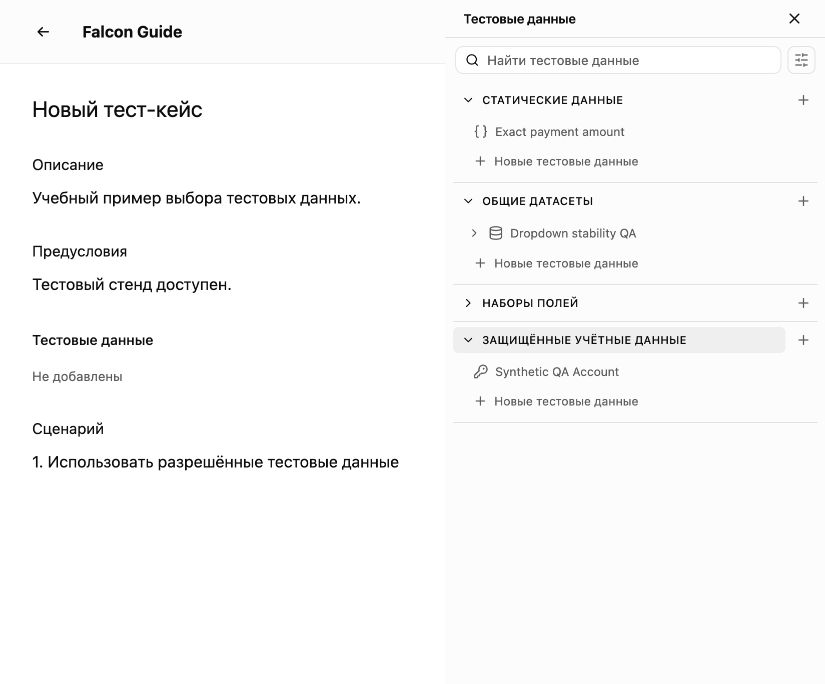 Falcon Guide
Новый тест-кейс
Описание
Учебный пример выбора тестовых данных.
Предусловия
Тестовый стенд доступен.
Тестовые данные
Не добавлены
Сценарий
1. Использовать разрешённые тестовые данные
Тестовые данные
Найти тестовые данные
СТАТИЧЕСКИЕ ДАННЫЕ
{ } Exact payment amount
+ Новые тестовые данные
ОБЩИЕ ДАТАСЕТЫ
Dropdown stability QA
+ Новые тестовые данные
НАБОРЫ ПОЛЕЙ
ЗАЩИЩЁННЫЕ УЧЁТНЫЕ ДАННЫЕ
Synthetic QA Account
+ Новые тестовые данные